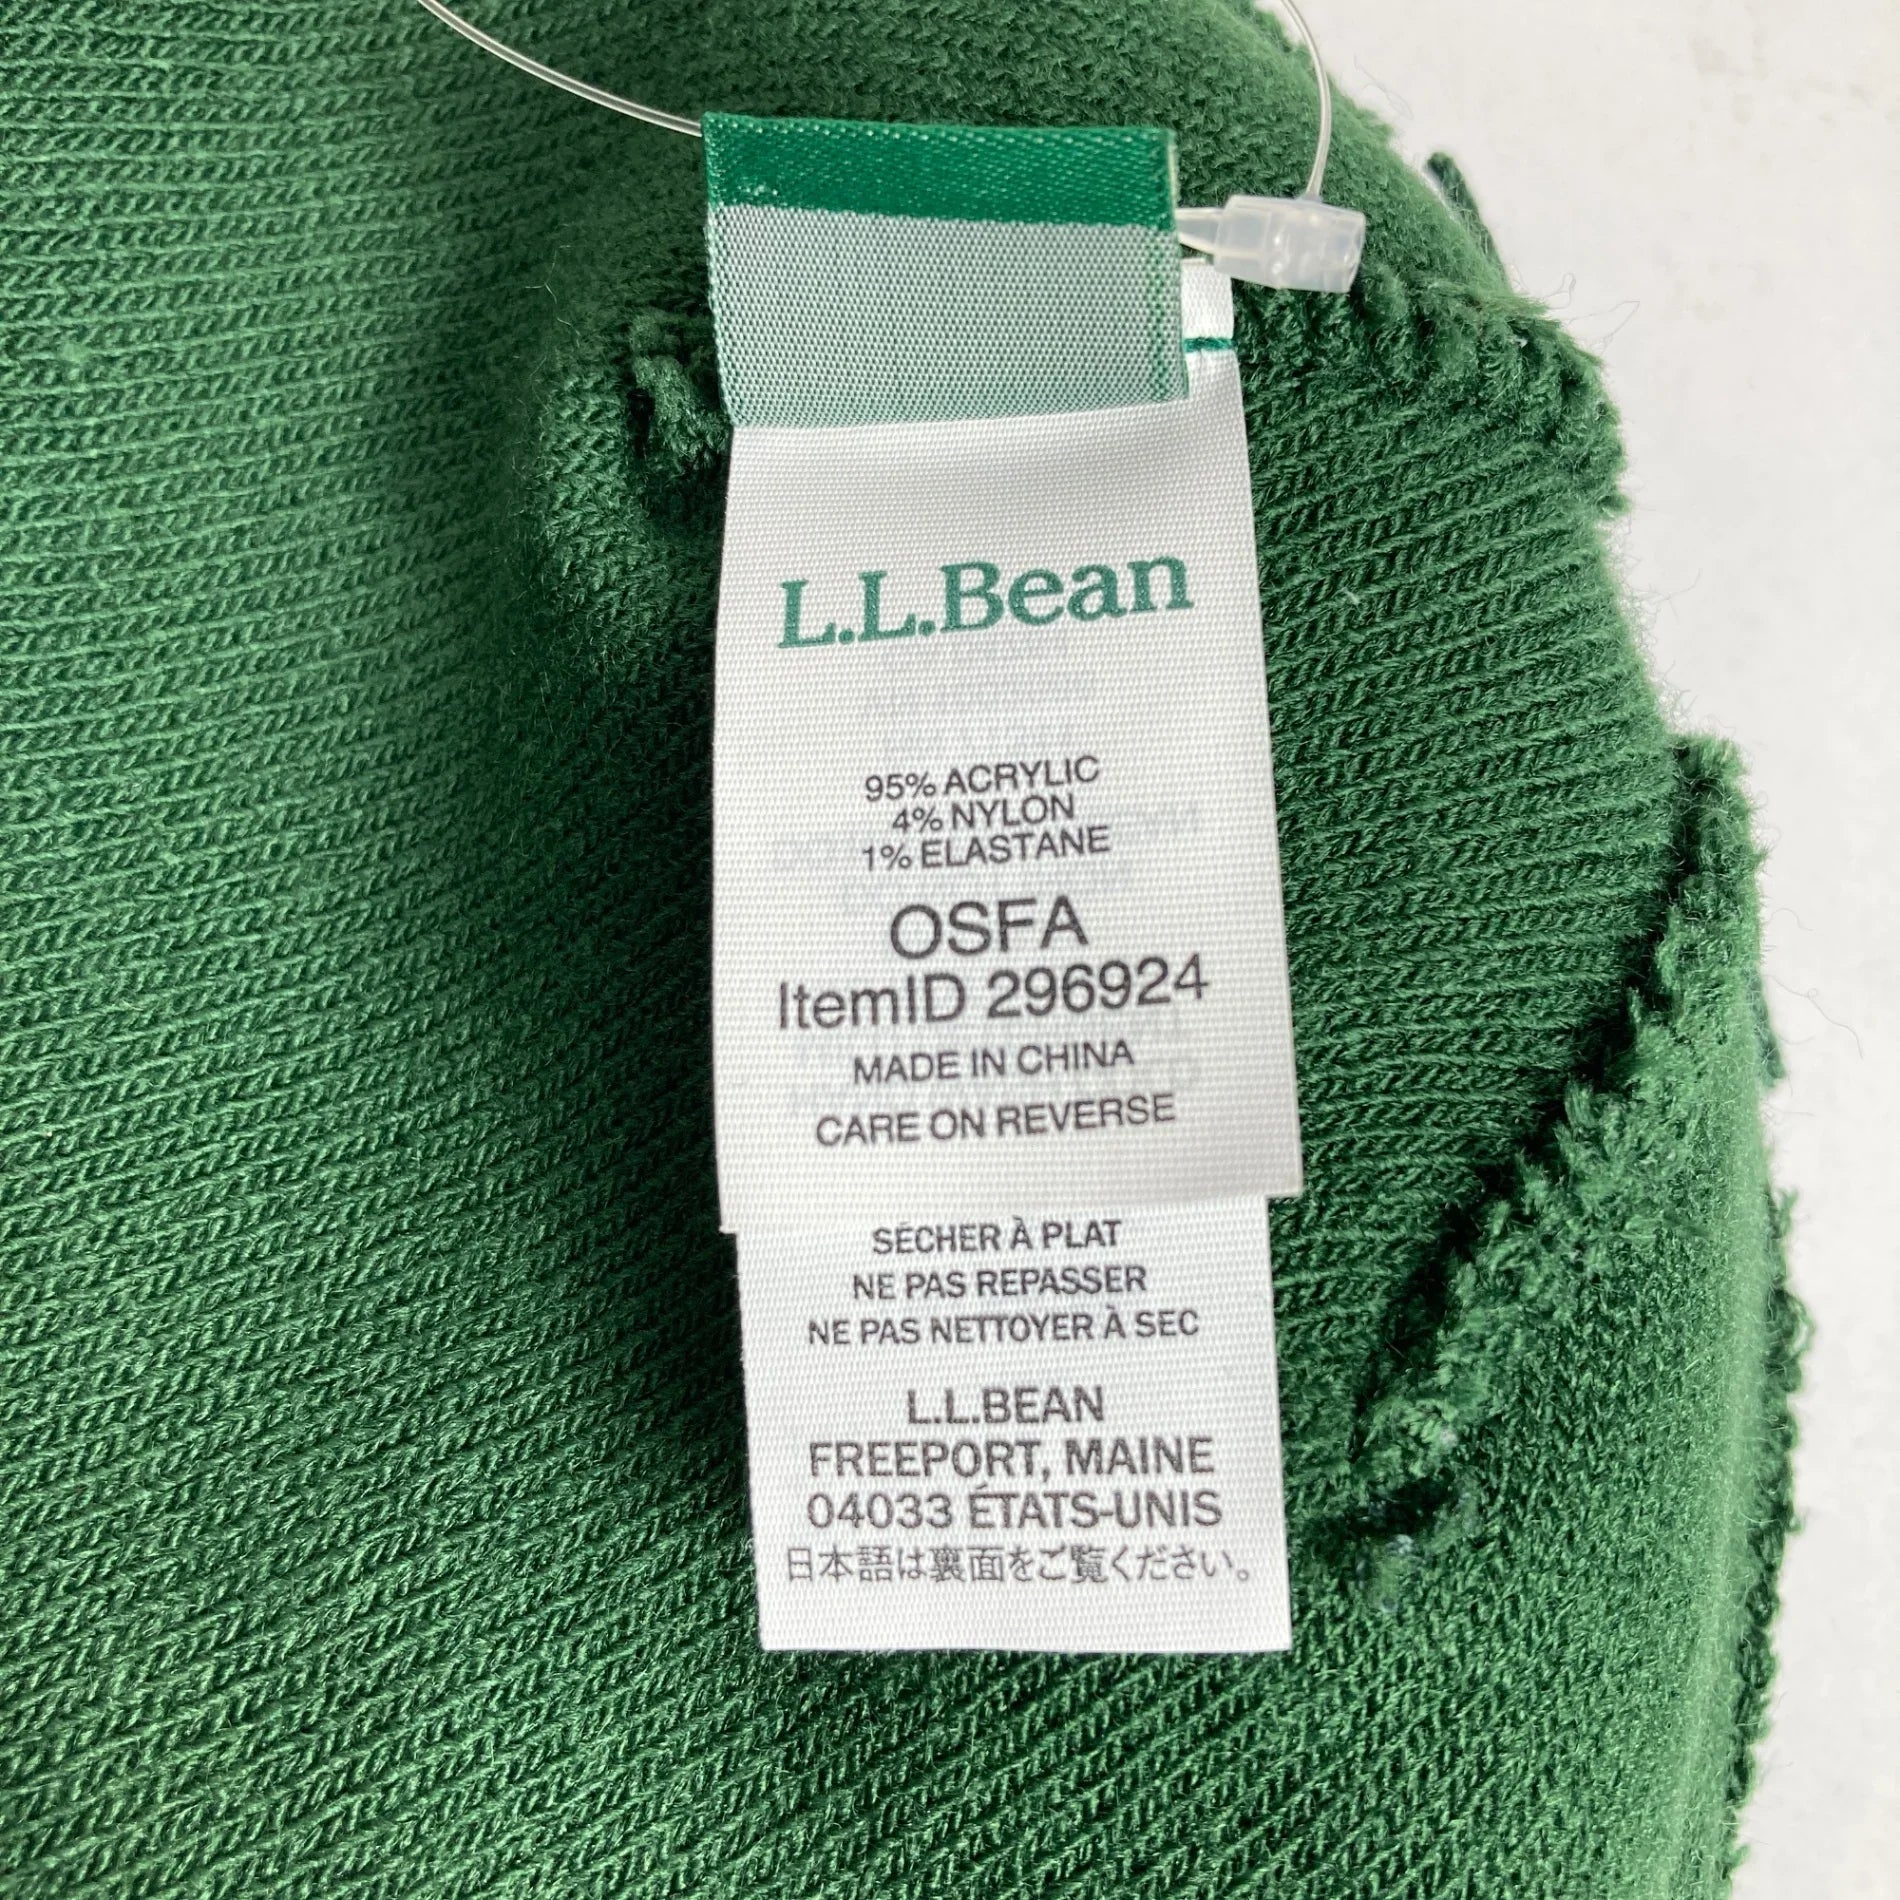 L.L.Bean
95% ACRYLIC
4% NYLON
1% ELASTANE
OSFA
ItemID 296924
MADE IN CHINA
CARE ON REVERSE
SÉCHER À PLAT
NE PAS REPASSER
NE PAS NETTOYER À SEC
L.L.BEAN
FREEPORT, MAINE
04033 ÉTATS-UNIS
日本語は裏面をご覧ください。